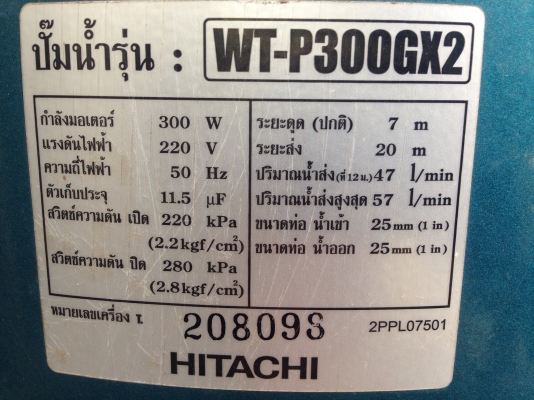 ปั๊มน้ำรุ่น : WT-P300GX2
กำลังมอเตอร์ 300 W
แรงดันไฟฟ้า 220 V
ความถี่ไฟฟ้า 50 Hz
ตัวเก็บประจุ 11.5 µF
สวิตช์ความดัน เปิด 220 kPa
(2.2kgf/cm²)
สวิตช์ความดัน ปิด 280 kPa
(2.8kgf/cm²)
ระยะดูด (ปกติ) 7 m
ระยะส่ง 20 m
ปริมาณน้ำส่ง(ที่12ม.) 47 l/min
ปริมาณน้ำส่งสูงสุด 57 l/min
ขนาดท่อ น้ำเข้า 25mm (1 in)
ขนาดท่อ น้ำออก 25mm (1 in)
หมายเลขเครื่อง T. 208098 2PPL07501
HITACHI